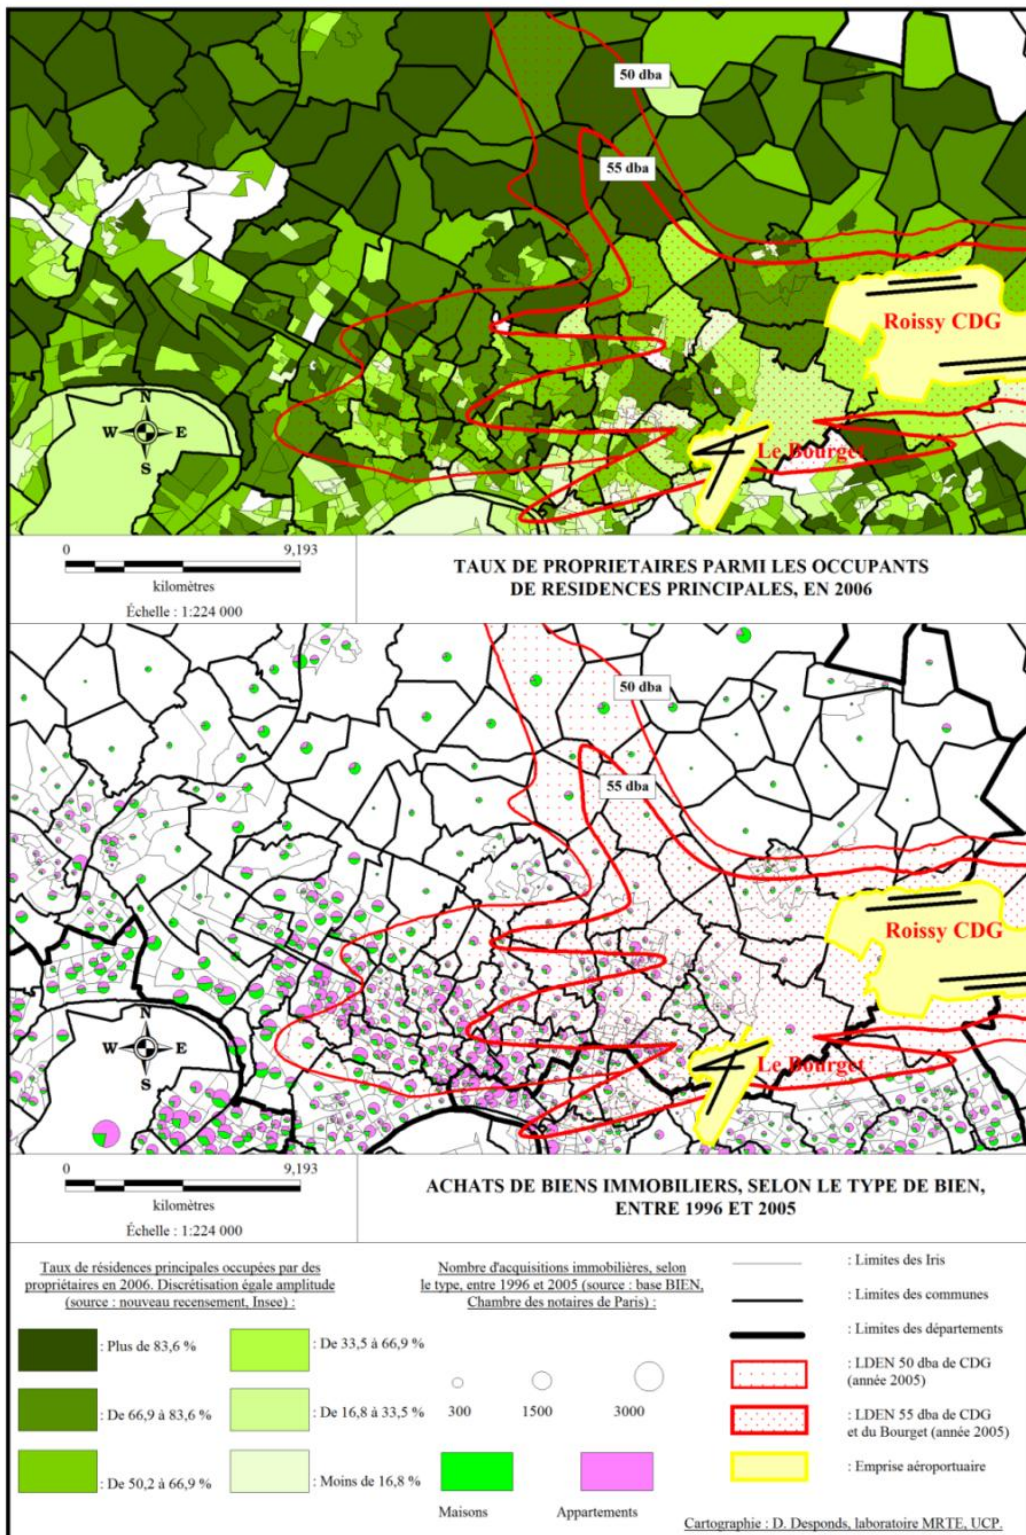 50 dba
55 dba
Roissy CDG
Le Bourget
N
W E
S
0 9,193
kilomètres
Échelle : 1:224 000
TAUX DE PROPRIETAIRES PARMI LES OCCUPANTS
DE RESIDENCES PRINCIPALES, EN 2006
50 dba
55 dba
Roissy CDG
Le Bourget
N
W E
S
0 9,193
kilomètres
Échelle : 1:224 000
ACHATS DE BIENS IMMOBILIERS, SELON LE TYPE DE BIEN,
ENTRE 1996 ET 2005
Taux de résidences principales occupées par des
propriétaires en 2006. Discrétisation égale amplitude
(source : nouveau recensement, Insee) :
: Plus de 83,6 %
: De 66,9 à 83,6 %
: De 50,2 à 66,9 %
: De 33,5 à 66,9 %
: De 16,8 à 33,5 %
: Moins de 16,8 %
Nombre d'acquisitions immobilières, selon
le type, entre 1996 et 2005 (source : base BIEN,
Chambre des notaires de Paris) :
300 1500 3000
Maisons Appartements
: Limites des Iris
: Limites des communes
: Limites des départements
: LDEN 50 dba de CDG
(année 2005)
: LDEN 55 dba de CDG
et du Bourget (année 2005)
: Emprise aéroportuaire
Cartographie : D. Desponds, laboratoire MRTE, UCP.